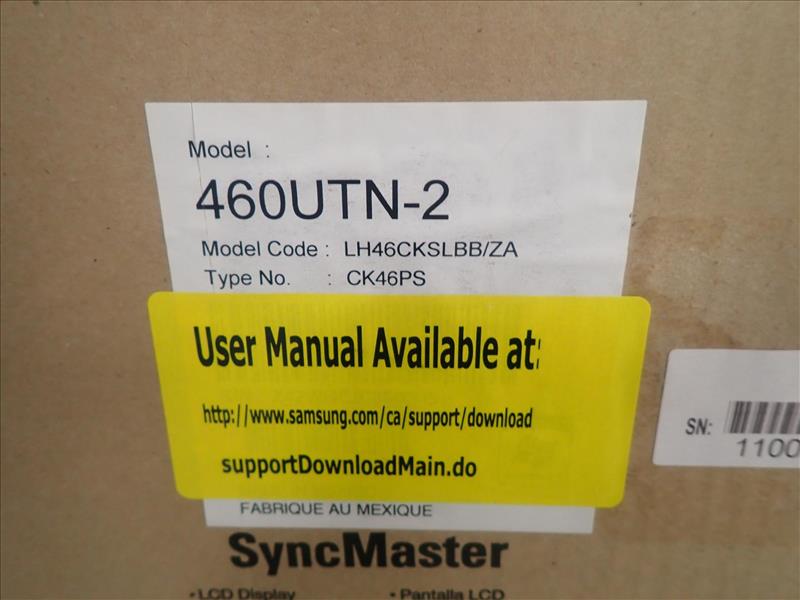 Model :
460UTN-2
Model Code : LH46CKSLBB/ZA
Type No. : CK46PS
User Manual Available at:
http://www.samsung.com/ca/support/download
supportDownloadMain.do
SN:
1100
FABRIQUE AU MEXIQUE
SyncMaster
• LCD Display • Pantalla LCD